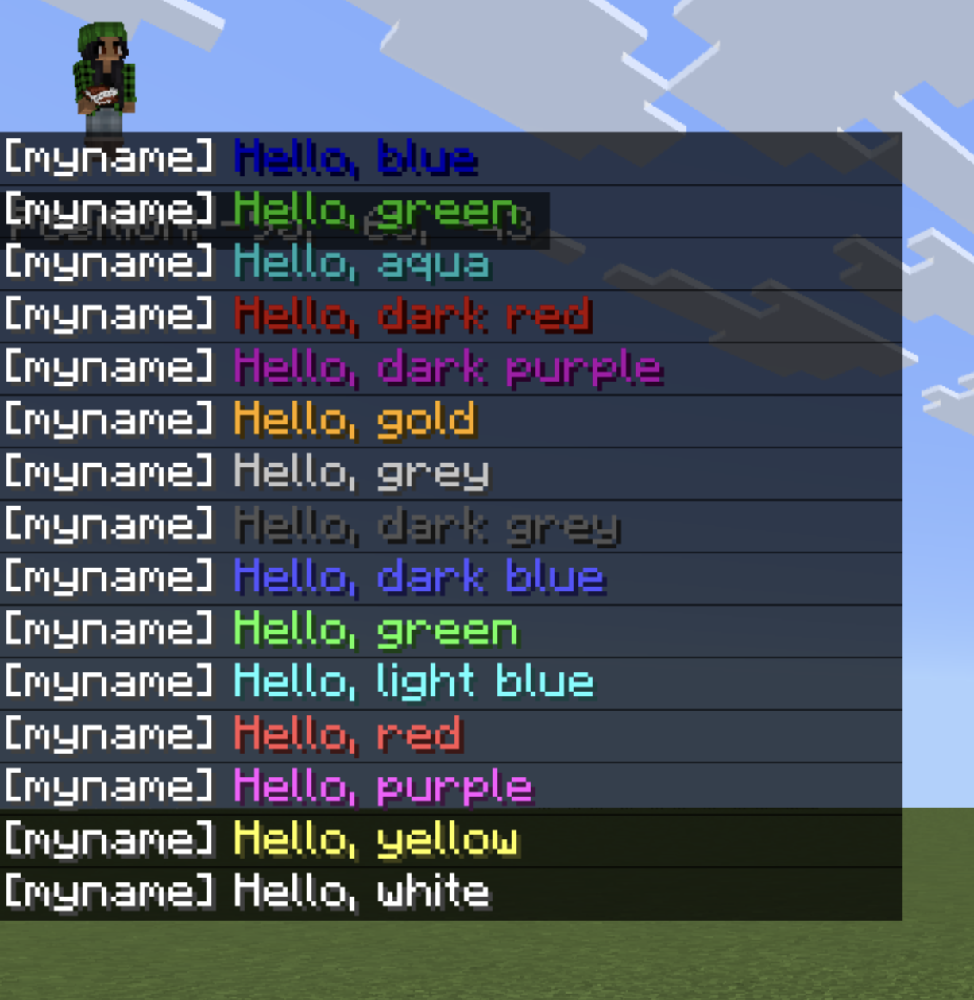 [myname] Hello, blue
[myname] Hello, green
[myname] Hello, aqua
[myname] Hello, dark red
[myname] Hello, dark purple
[myname] Hello, gold
[myname] Hello, grey
[myname] Hello, dark grey
[myname] Hello, dark blue
[myname] Hello, green
[myname] Hello, light blue
[myname] Hello, red
[myname] Hello, purple
[myname] Hello, yellow
[myname] Hello, white